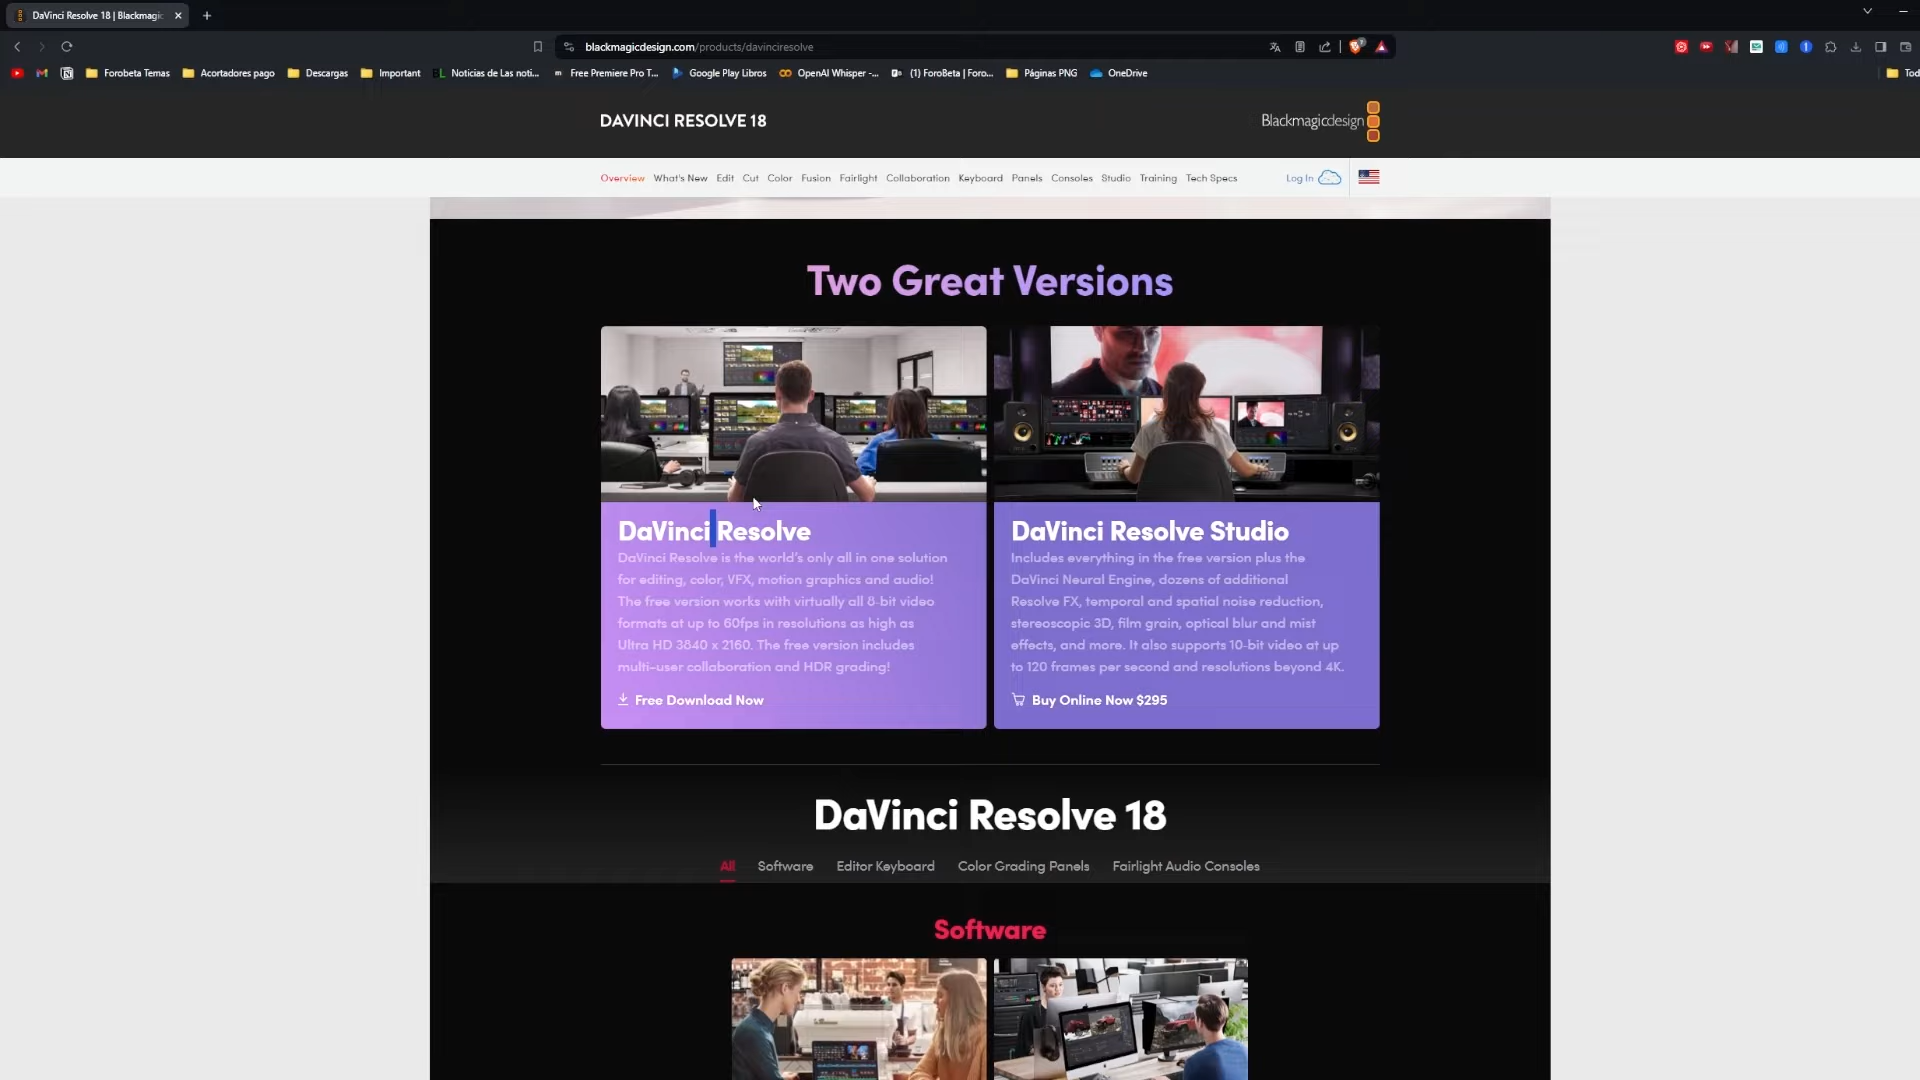 DaVinci Resolve 18 | Blackmagic
blackmagicdesign.com/products/davinciresolve
Forobeta Temas
Acortadores pago
Descargas
Important
Noticias de Las noti...
Free Premiere Pro T...
Google Play Libros
OpenAI Whisper -...
(1) ForoBeta | Foro...
Páginas PNG
OneDrive
Tod
DAVINCI RESOLVE 18
Blackmagicdesign
Overview What's New Edit Cut Color Fusion Fairlight Collaboration Keyboard Panels Consoles Studio Training Tech Specs
Log In
Two Great Versions
DaVinci Resolve
DaVinci Resolve is the world's only all in one solution
for editing, color, VFX, motion graphics and audio!
The free version works with virtually all 8-bit video
formats at up to 60fps in resolutions as high as
Ultra HD 3840 x 2160. The free version includes
multi-user collaboration and HDR grading!
Free Download Now
DaVinci Resolve Studio
Includes everything in the free version plus the
DaVinci Neural Engine, dozens of additional
Resolve FX, temporal and spatial noise reduction,
stereoscopic 3D, film grain, optical blur and mist
effects, and more. It also supports 10-bit video at up
to 120 frames per second and resolutions beyond 4K.
Buy Online Now $295
DaVinci Resolve 18
All Software Editor Keyboard Color Grading Panels Fairlight Audio Consoles
Software